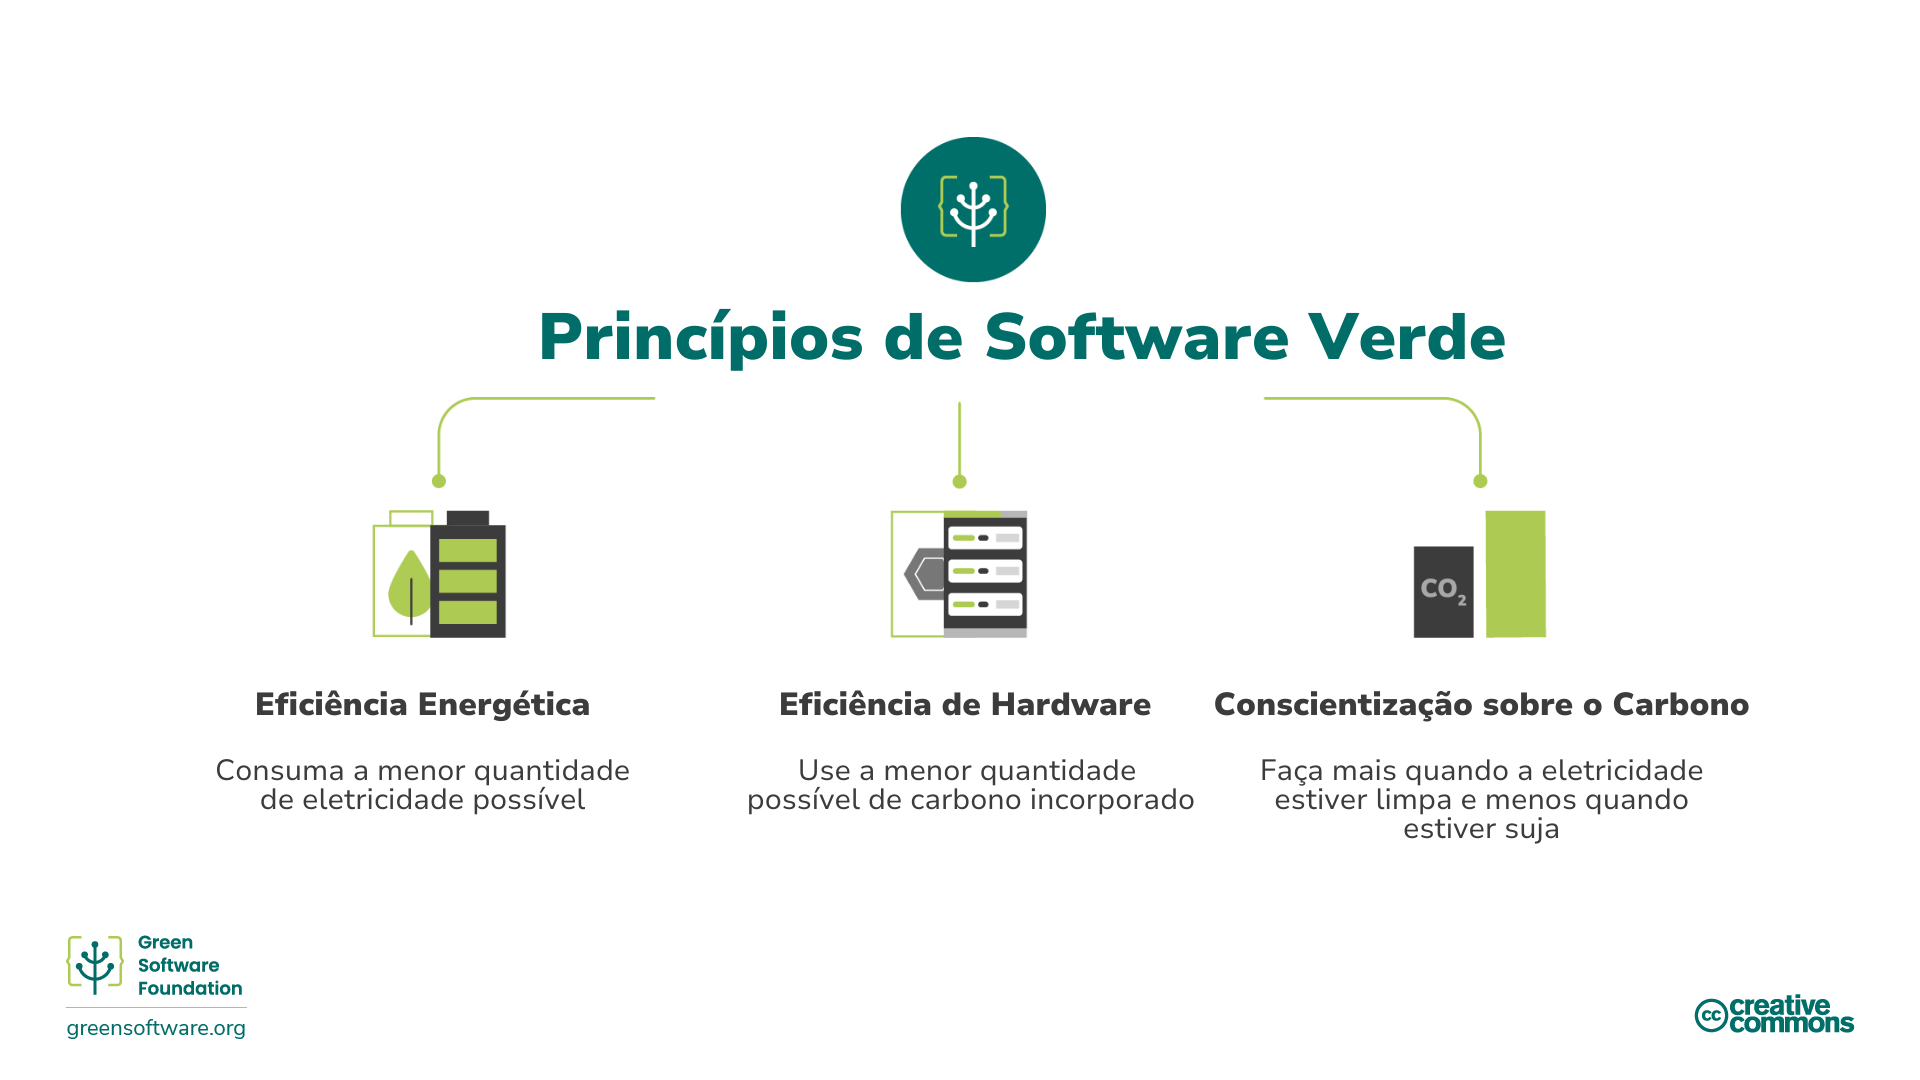 Princípios de Software Verde
CO2
Eficiência Energética
Consuma a menor quantidade
de eletricidade possível
Eficiência de Hardware
Use a menor quantidade
possível de carbono incorporado
Conscientização sobre o Carbono
Faça mais quando a eletricidade
estiver limpa e menos quando
estiver suja
Green
Software
Foundation
greensoftware.org
cc creative
commons